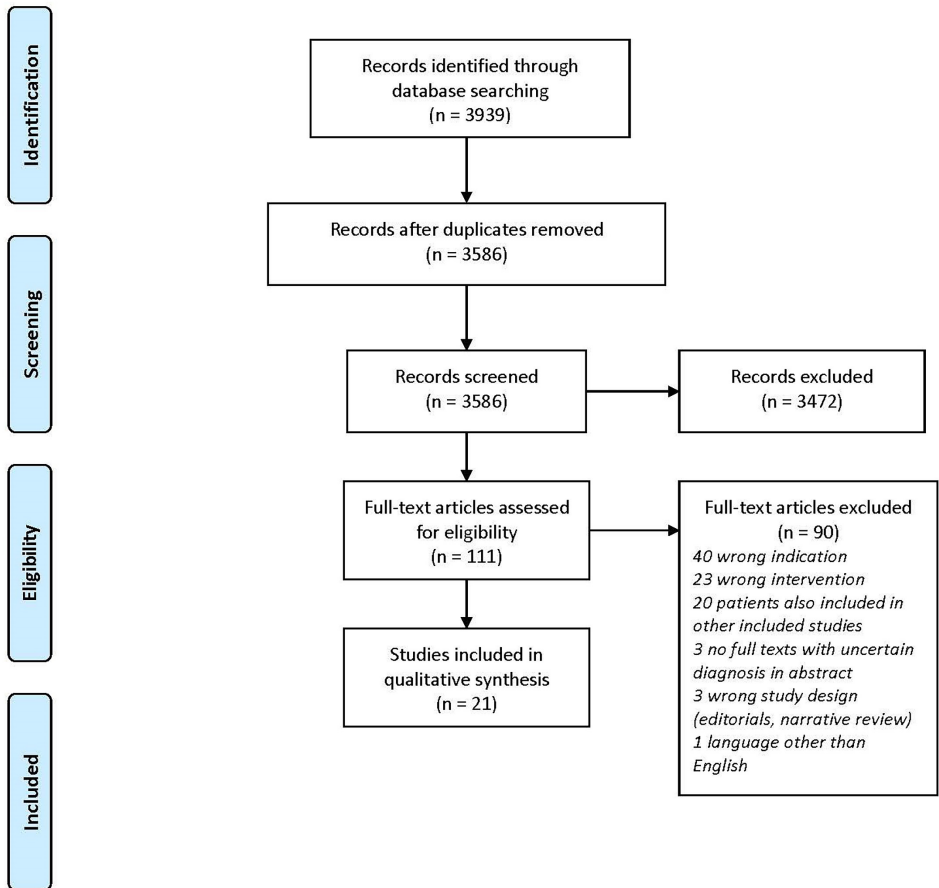 Identification
Records identified through
database searching
(n = 3939)
Records after duplicates removed
(n = 3586)
Screening
Records screened
(n = 3586)
Records excluded
(n = 3472)
Eligibility
Full-text articles assessed
for eligibility
(n = 111)
Full-text articles excluded
(n = 90)
40 wrong indication
23 wrong intervention
20 patients also included in
other included studies
3 no full texts with uncertain
diagnosis in abstract
3 wrong study design
(editorials, narrative review)
1 language other than
English
Studies included in
qualitative synthesis
(n = 21)
Included